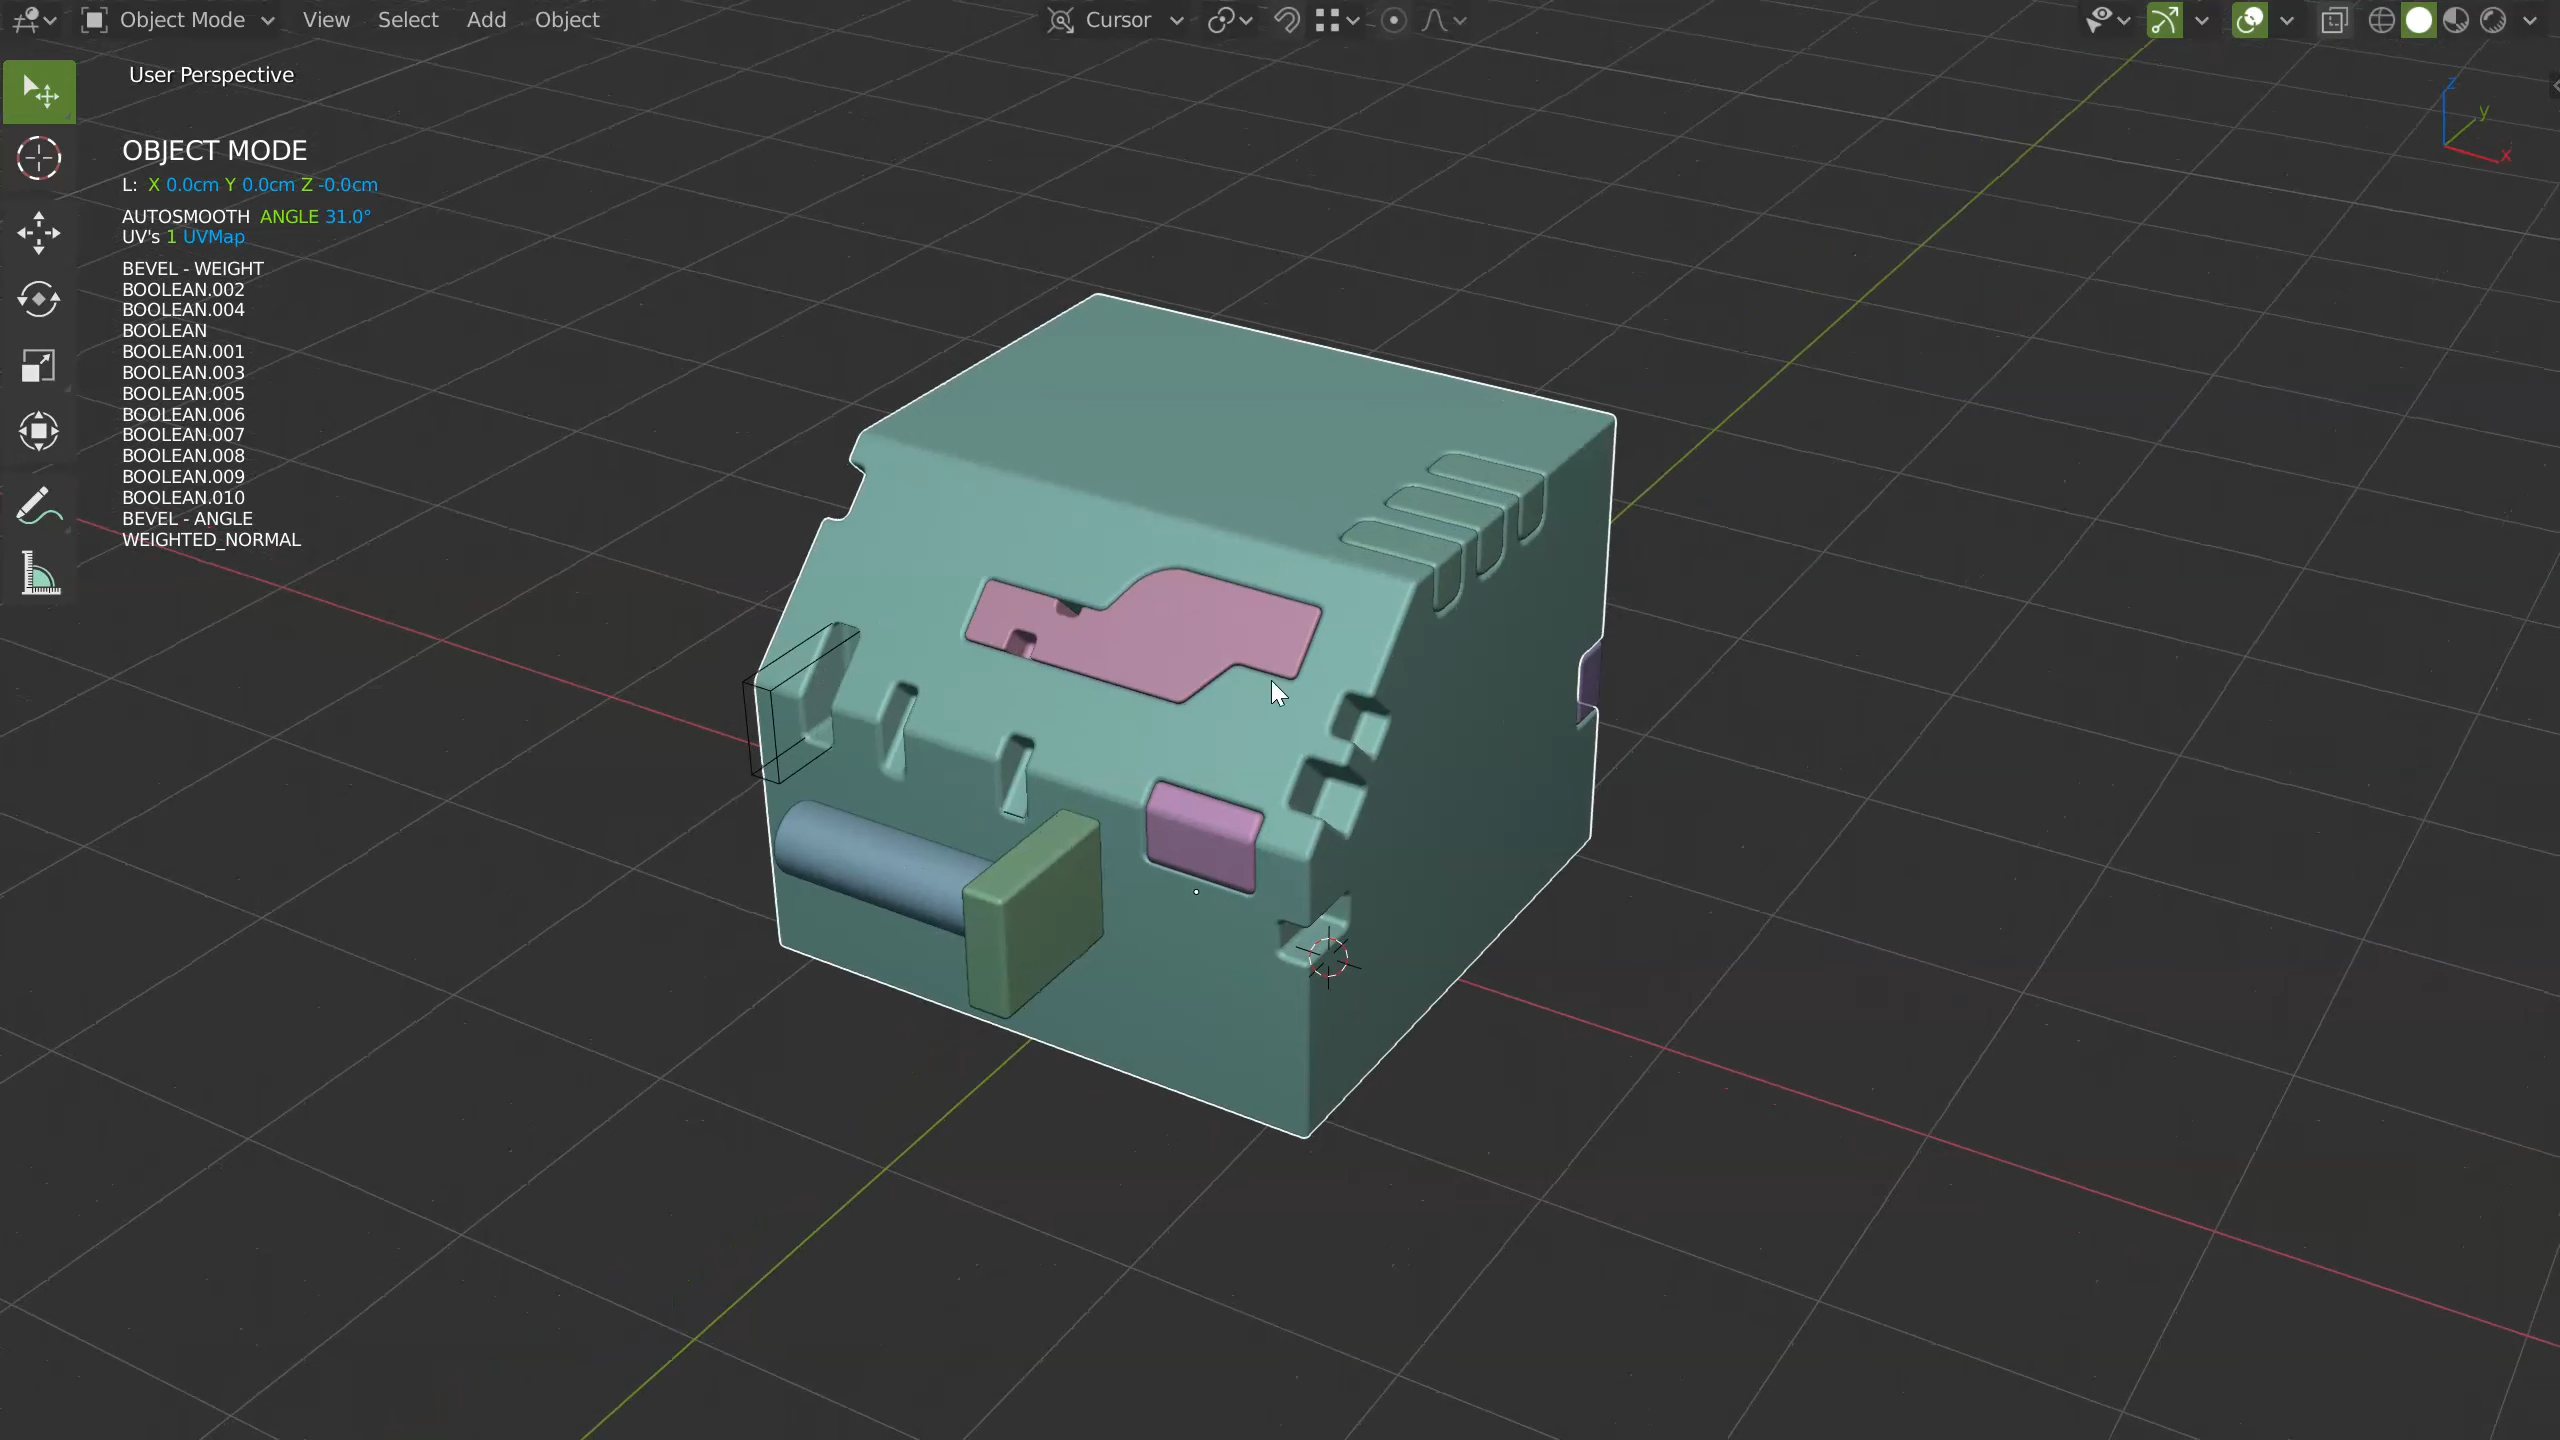 Object Mode View Select Add Object Cursor
User Perspective
OBJECT MODE
L: X 0.0cm Y 0.0cm Z -0.0cm
AUTOSMOOTH ANGLE 31.0°
UV's 1 UVMap
BEVEL - WEIGHT
BOOLEAN.002
BOOLEAN.004
BOOLEAN
BOOLEAN.001
BOOLEAN.003
BOOLEAN.005
BOOLEAN.006
BOOLEAN.007
BOOLEAN.008
BOOLEAN.009
BOOLEAN.010
BEVEL - ANGLE
WEIGHTED_NORMAL
z
y
x